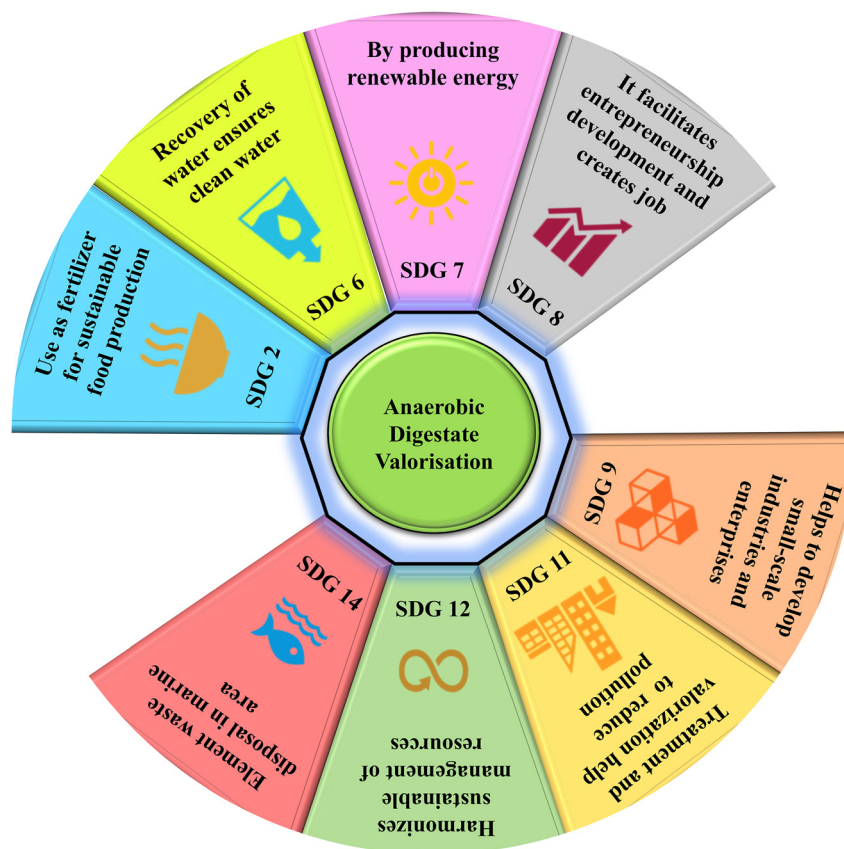 By producing
renewable energy
SDG 7
It facilitates
entrepreneurship
development and
creates job
SDG 8
Helps to develop
small-scale
industries and
enterprises
SDG 9
Treatment and
valorization help
to reduce
pollution
SDG 11
Harmonizes
sustainable
management of
resources
SDG 12
Element waste
disposal in marine
area
SDG 14
Use as fertilizer
for sustainable
food production
SDG 2
Recovery of
water ensures
clean water
SDG 6
Anaerobic
Digestate
Valorisation